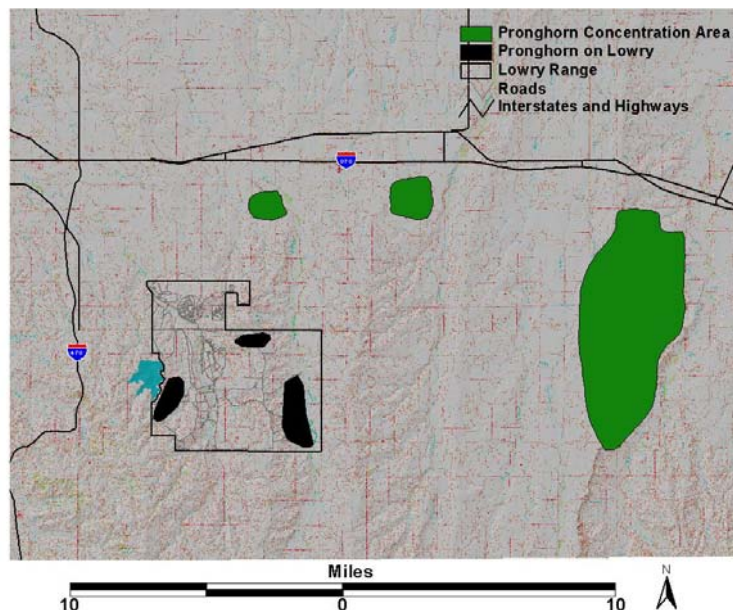 Pronghorn Concentration Area
Pronghorn on Lowry
Lowry Range
Roads
Interstates and Highways
Miles
10 0 10
N